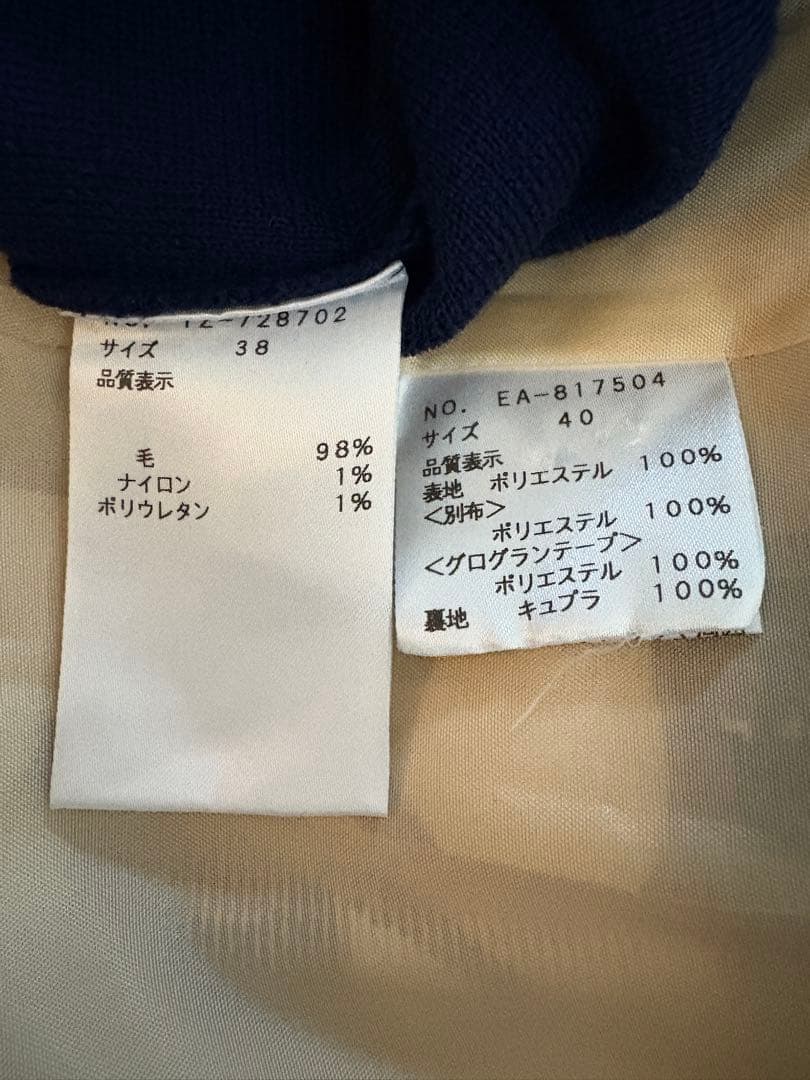 サイズ 38
品質表示
毛 98%
ナイロン 1%
ポリウレタン 1%
NO. EA-817504
サイズ 40
品質表示
表地 ポリエステル 100%
<別布>
ポリエステル 100%
<グログランテープ>
ポリエステル 100%
裏地 キュプラ 100%